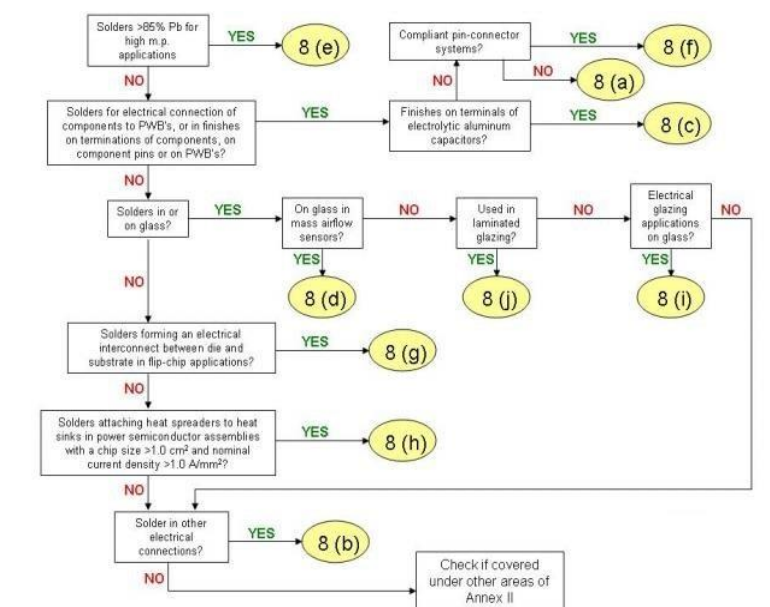 Solders >85% Pb for
high m.p.
applications
YES
8 (e)
Compliant pin-connector
systems?
YES
8 (f)
NO
NO
NO
8 (a)
Solders for electrical connection of
components to PWB's, or in finishes
on terminations of components, on
component pins or on PWB's?
YES
Finishes on terminals of
electrolytic aluminum
capacitors?
YES
8 (c)
NO
Solders in or
on glass?
YES
On glass in
mass airflow
sensors?
NO
Used in
laminated
glazing?
NO
Electrical
glazing
applications
on glass?
NO
YES
YES
YES
NO
8 (d)
8 (j)
8 (i)
Solders forming an electrical
interconnect between die and
substrate in flip-chip applications?
YES
8 (g)
NO
Solders attaching heat spreaders to heat
sinks in power semiconductor assemblies
with a chip size >1.0 cm² and nominal
current density >1.0 A/mm²?
YES
8 (h)
NO
Solder in other
electrical
connections?
YES
8 (b)
NO
Check if covered
under other areas of
Annex II